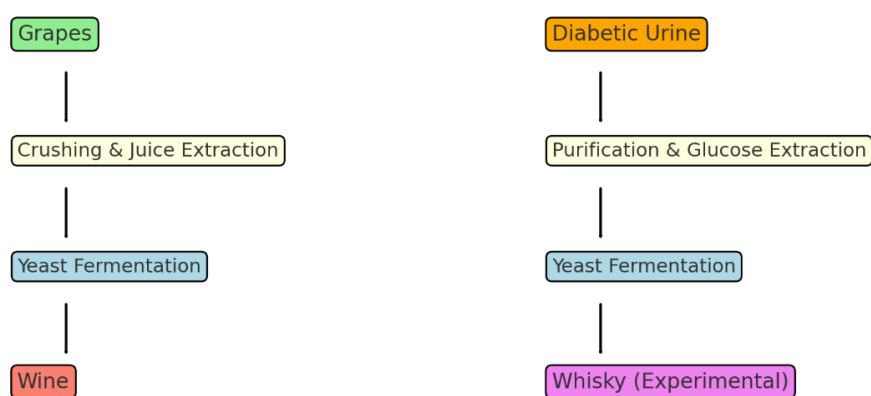 Grapes
Diabetic Urine
Crushing & Juice Extraction
Purification & Glucose Extraction
Yeast Fermentation
Yeast Fermentation
Wine
Whisky (Experimental)